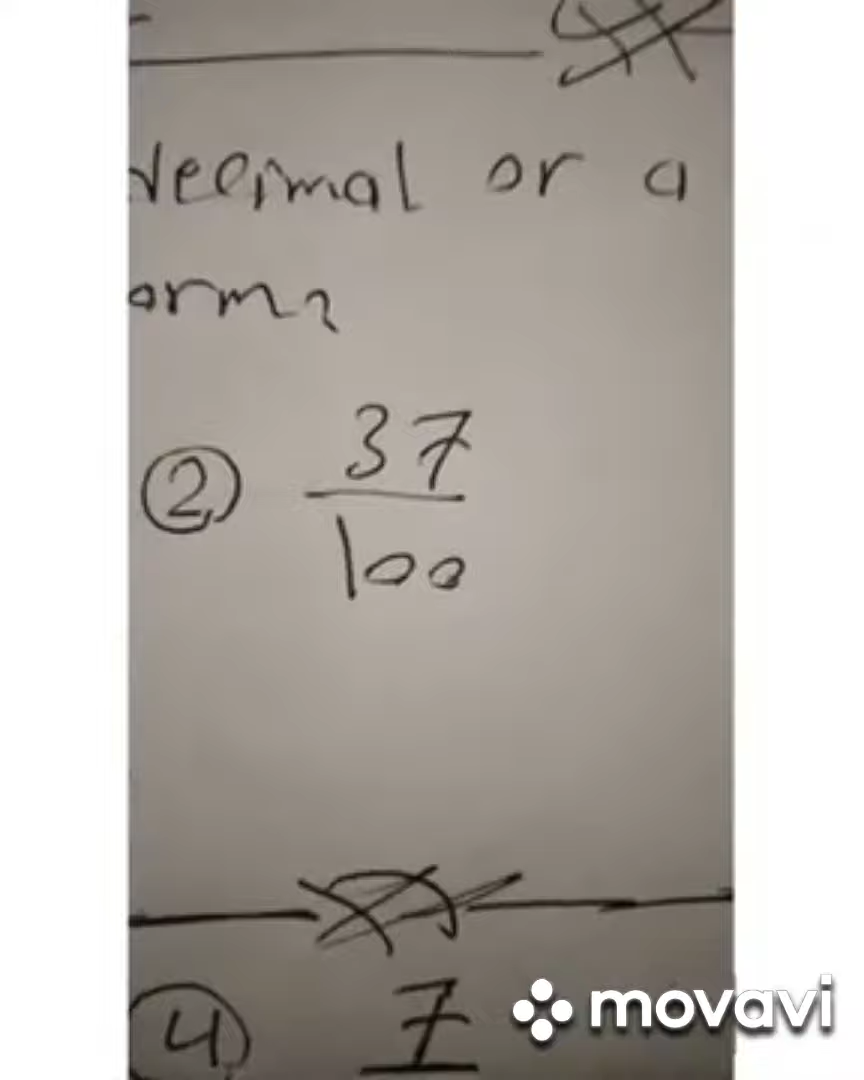 decimal or a
orm?
② 37
100
④ 7
movavi